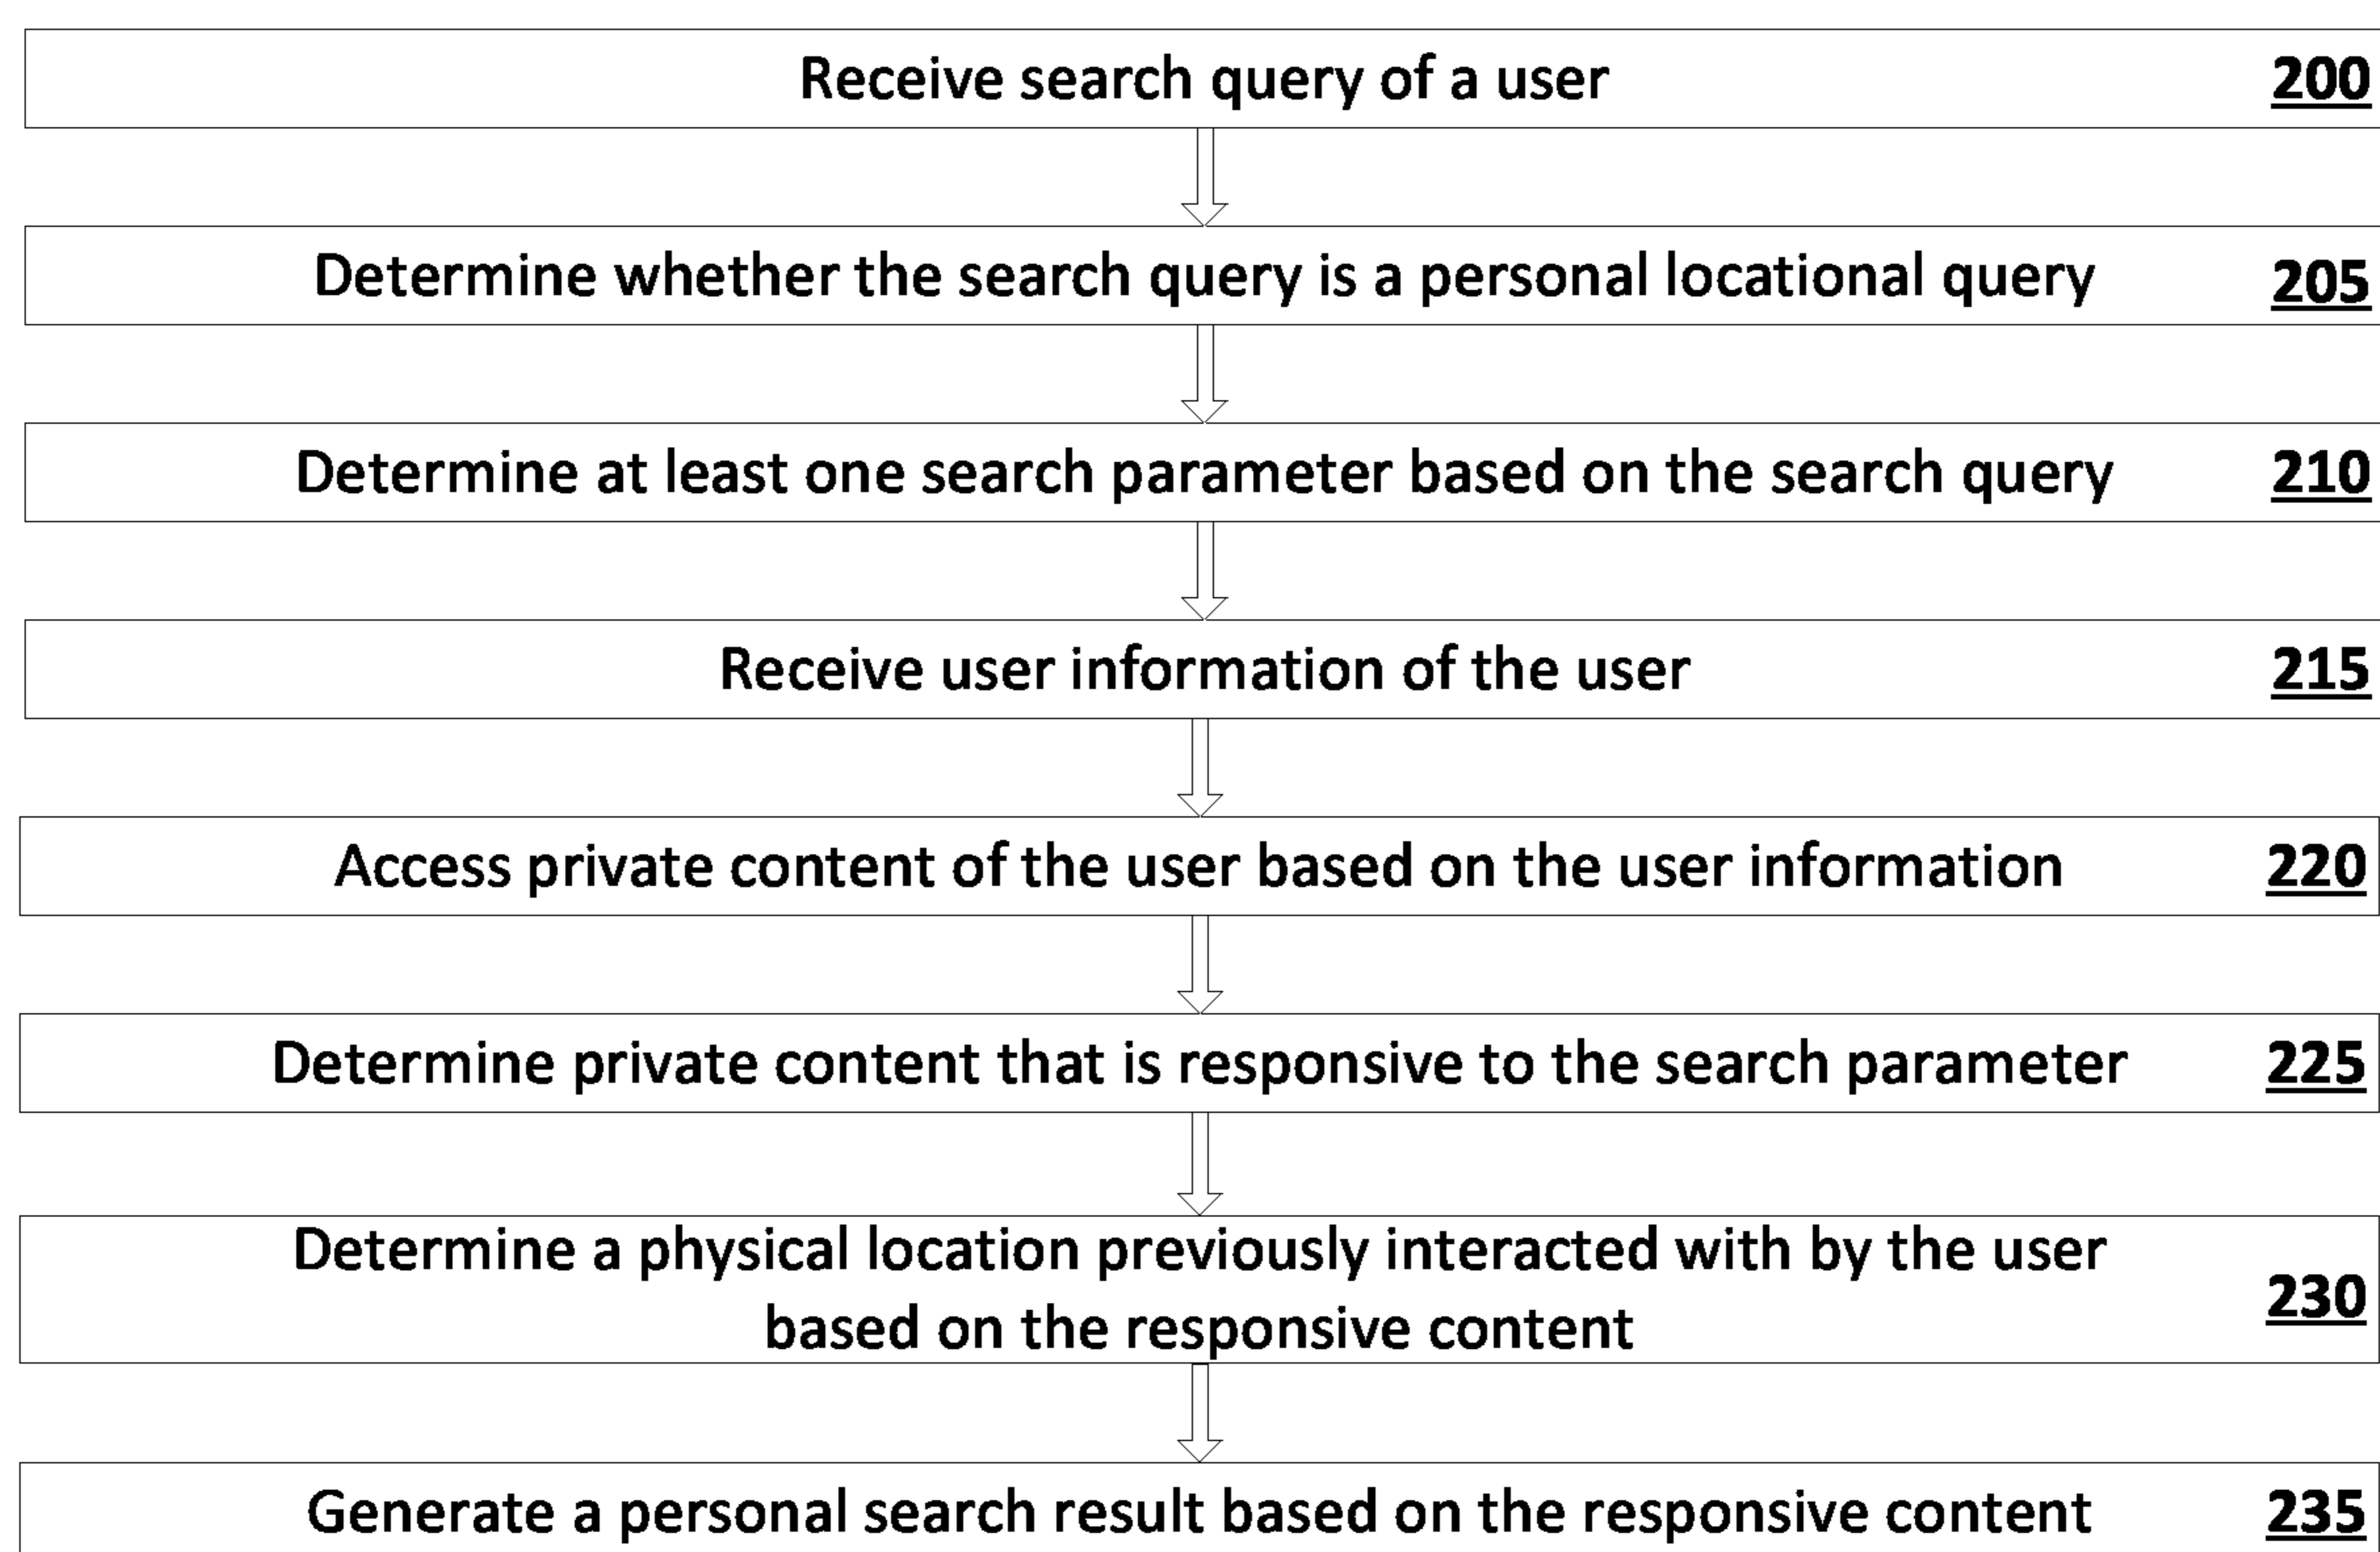 Receive search query of a user 200
Determine whether the search query is a personal locational query 205
Determine at least one search parameter based on the search query 210
Receive user information of the user 215
Access private content of the user based on the user information 220
Determine private content that is responsive to the search parameter 225
Determine a physical location previously interacted with by the user
based on the responsive content 230
Generate a personal search result based on the responsive content 235